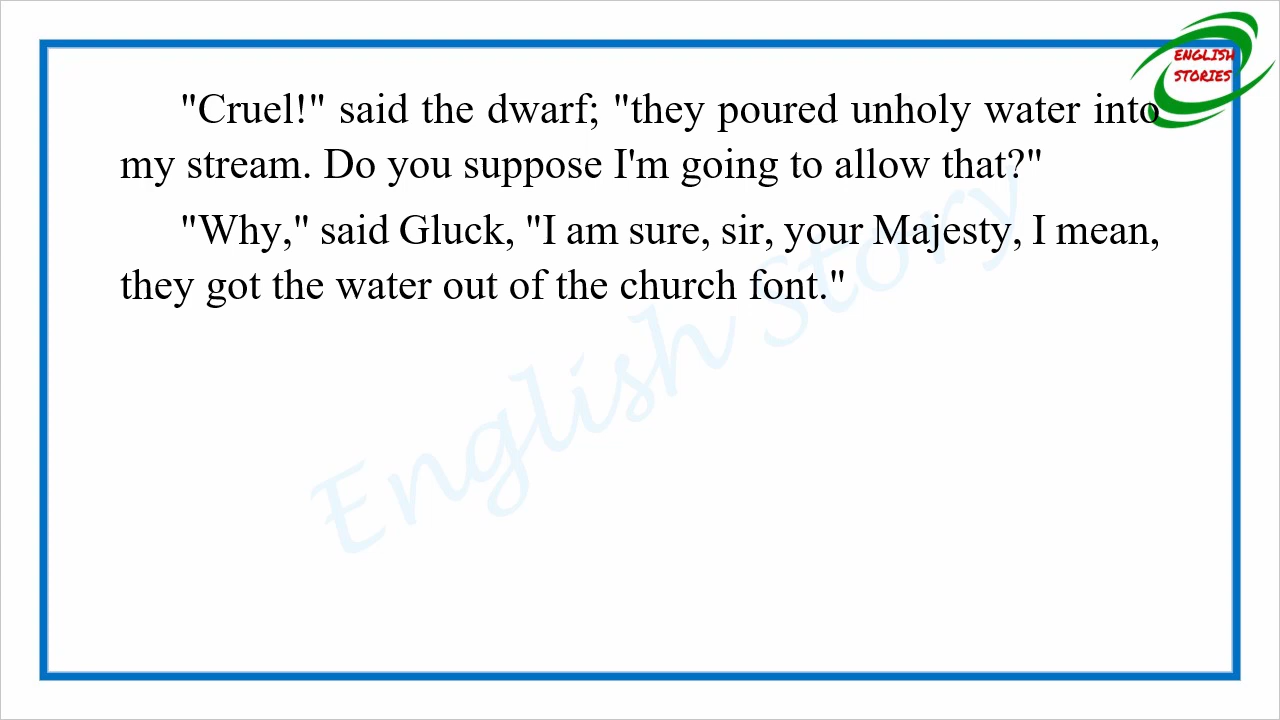 ENGLISH
STORIES
"Cruel!" said the dwarf; "they poured unholy water into
my stream. Do you suppose I'm going to allow that?"
"Why," said Gluck, "I am sure, sir, your Majesty, I mean,
they got the water out of the church font."
English Story